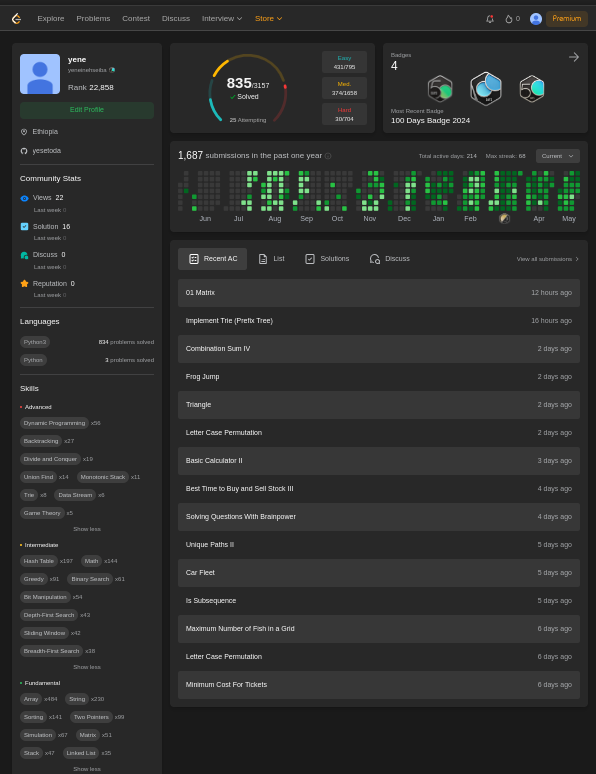 Explore Problems Contest Discuss Interview Store 0 Premium
yene
yenenehseiba
Rank 22,858
Edit Profile
Ethiopia
yesetoda
Community Stats
Views 22
Last week 0
Solution 16
Last week 0
Discuss 0
Last week 0
Reputation 0
Last week 0
Languages
Python3 834 problems solved
Python 3 problems solved
Skills
Advanced
Dynamic Programming x56
Backtracking x27
Divide and Conquer x19
Union Find x14 Monotonic Stack x11
Trie x8 Data Stream x6
Game Theory x5
Show less
Intermediate
Hash Table x197 Math x144
Greedy x91 Binary Search x61
Bit Manipulation x54
Depth-First Search x43
Sliding Window x42
Breadth-First Search x38
Show less
Fundamental
Array x484 String x230
Sorting x141 Two Pointers x99
Simulation x67 Matrix x51
Stack x47 Linked List x35
Show less
835/3157
Solved
25 Attempting
Easy
431/795
Med.
374/1658
Hard
30/704
Badges
4
Most Recent Badge
100 Days Badge 2024
1,687 submissions in the past one year
Total active days: 214 Max streak: 68 Current
Jun Jul Aug Sep Oct Nov Dec Jan Feb Apr May
Recent AC List Solutions Discuss View all submissions
01 Matrix 12 hours ago
Implement Trie (Prefix Tree) 16 hours ago
Combination Sum IV 2 days ago
Frog Jump 2 days ago
Triangle 2 days ago
Letter Case Permutation 2 days ago
Basic Calculator II 3 days ago
Best Time to Buy and Sell Stock III 4 days ago
Solving Questions With Brainpower 4 days ago
Unique Paths II 5 days ago
Car Fleet 5 days ago
Is Subsequence 5 days ago
Maximum Number of Fish in a Grid 6 days ago
Letter Case Permutation 6 days ago
Minimum Cost For Tickets 6 days ago